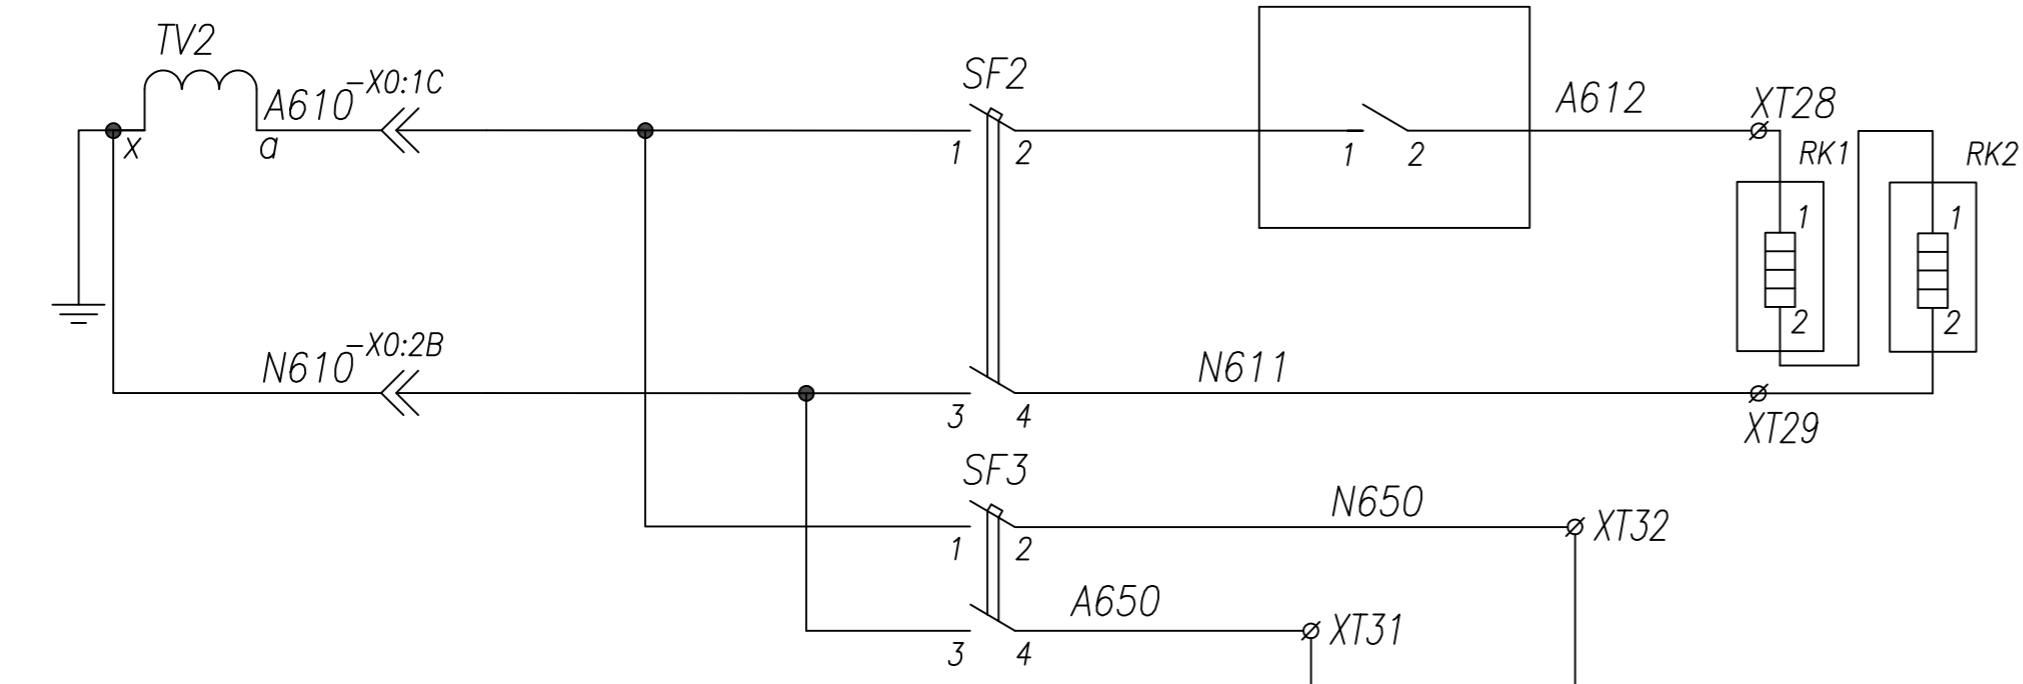 TV2
A610
-X0:1C
x
a
SF2
1
2
1
2
A612
XT28
RK1
RK2
1
2
1
2
N610
-X0:2B
3
4
N611
XT29
SF3
1
2
N650
XT32
3
4
A650
XT31